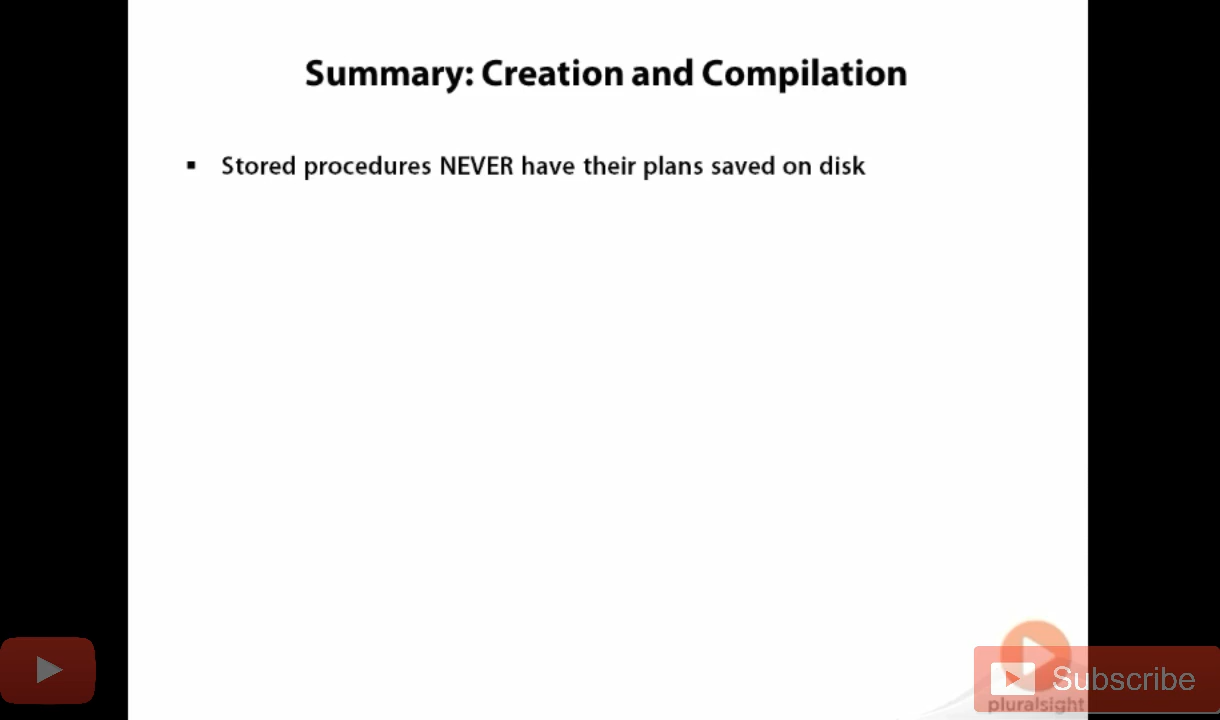 Summary: Creation and Compilation
▪ Stored procedures NEVER have their plans saved on disk
Subscribe
pluralsight